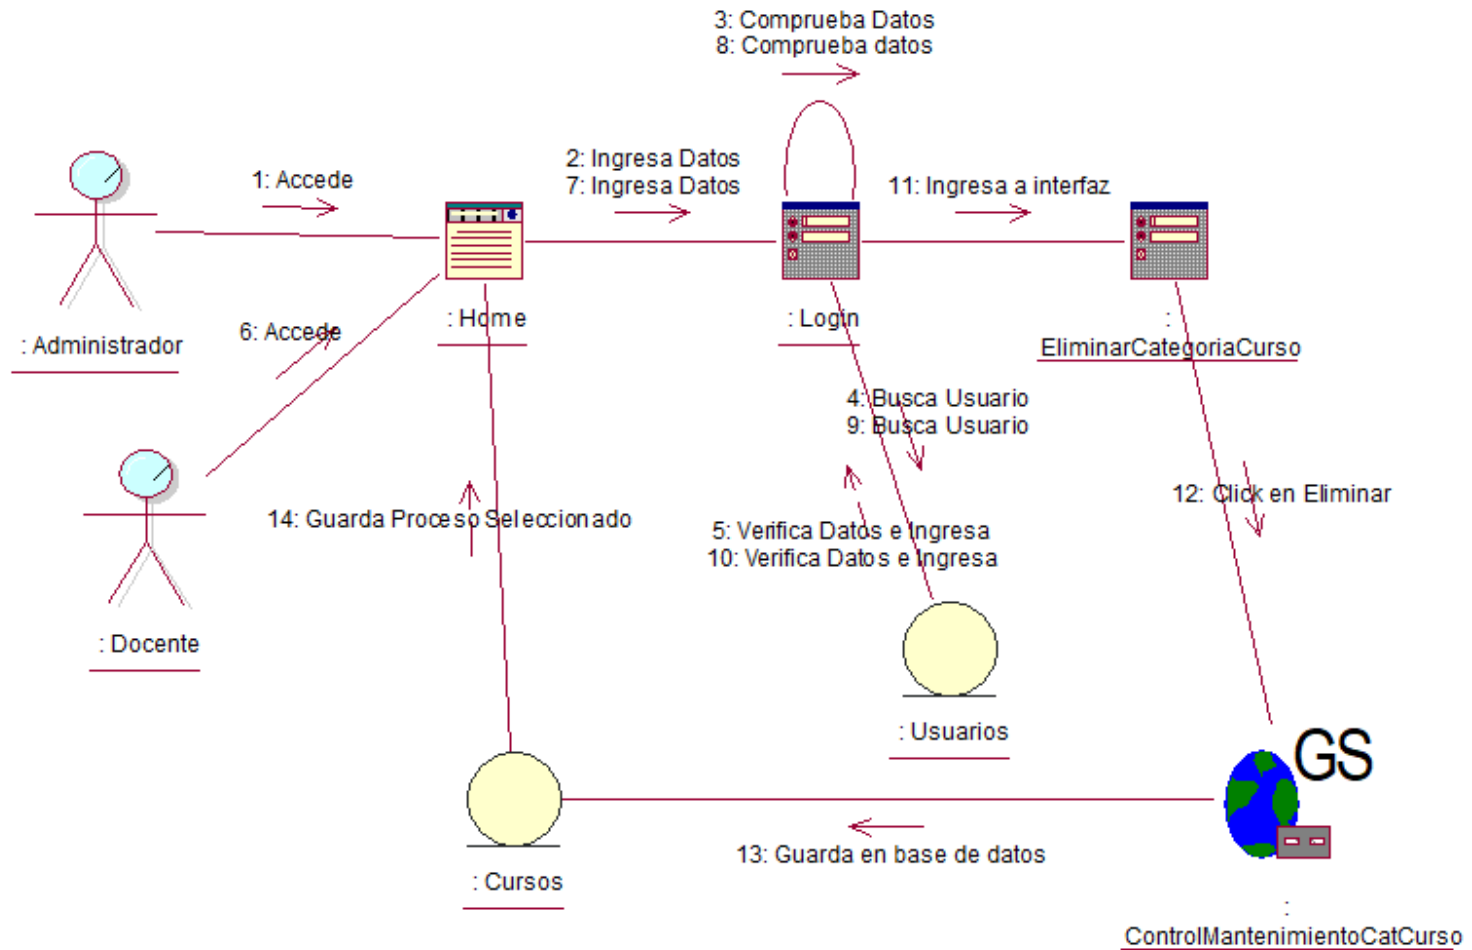 3: Comprueba Datos
8: Comprueba datos
1: Accede
2: Ingresa Datos
7: Ingresa Datos
11: Ingresa a interfaz
: Administrador
6: Accede
: Home
: Login
:
EliminarCategoriaCurso
4: Busca Usuario
9: Busca Usuario
12: Click en Eliminar
14: Guarda Proceso Seleccionado
5: Verifica Datos e Ingresa
10: Verifica Datos e Ingresa
: Docente
: Usuarios
GS
13: Guarda en base de datos
: Cursos
:
ControlMantenimientoCatCurso